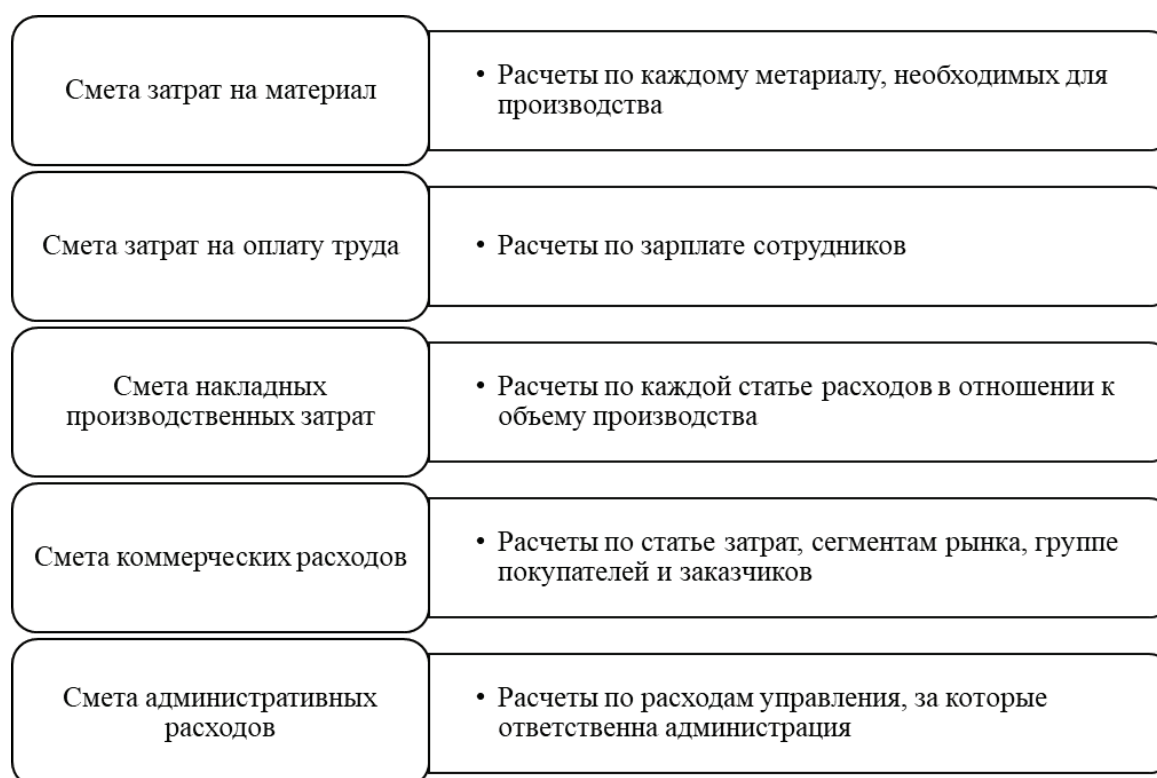 Смета затрат на материал
• Расчеты по каждому метариалу, необходимых для
производства
Смета затрат на оплату труда
• Расчеты по зарплате сотрудников
Смета накладных
производственных затрат
• Расчеты по каждой статье расходов в отношении к
объему производства
Смета коммерческих расходов
• Расчеты по статье затрат, сегментам рынка, группе
покупателей и заказчиков
Смета административных
расходов
• Расчеты по расходам управления, за которые
ответственна администрация